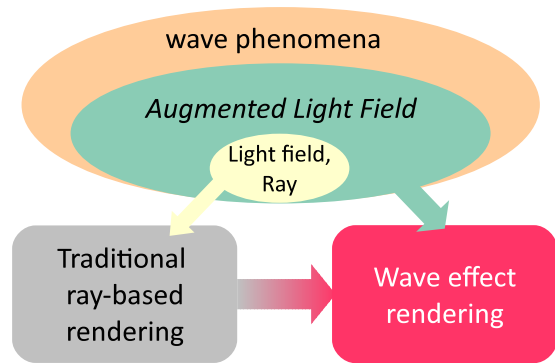 wave phenomena
Augmented Light Field
Light field,
Ray
Traditional
ray-based
rendering
Wave effect
rendering